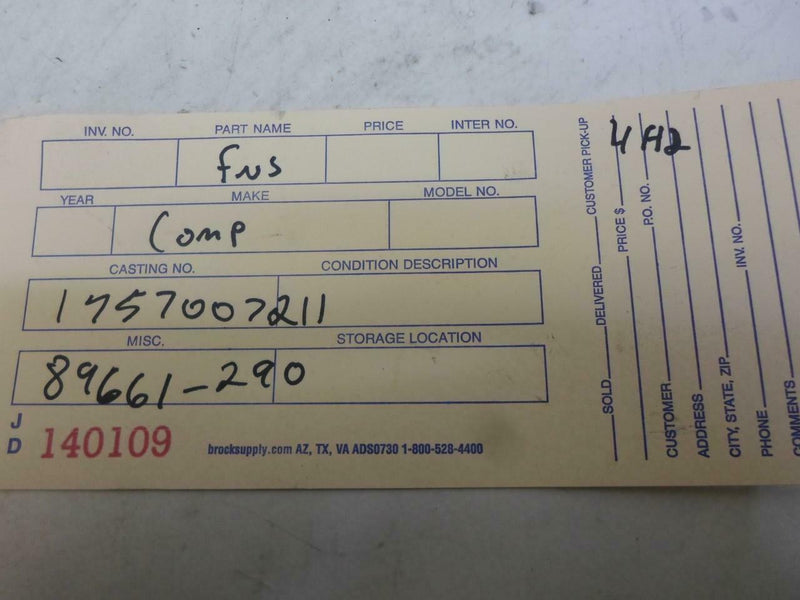 INV. NO. PART NAME PRICE INTER NO.
fns
YEAR MAKE MODEL NO.
Comp
CASTING NO. CONDITION DESCRIPTION
1757007211
MISC. STORAGE LOCATION
89661-290
J D 140109 brocksupply.com AZ, TX, VA ADS0730 1-800-528-4400
SOLD DELIVERED CUSTOMER PICK-UP
PRICE $
P.O. NO.
CUSTOMER
ADDRESS
CITY, STATE, ZIP INV. NO.
PHONE
COMMENTS